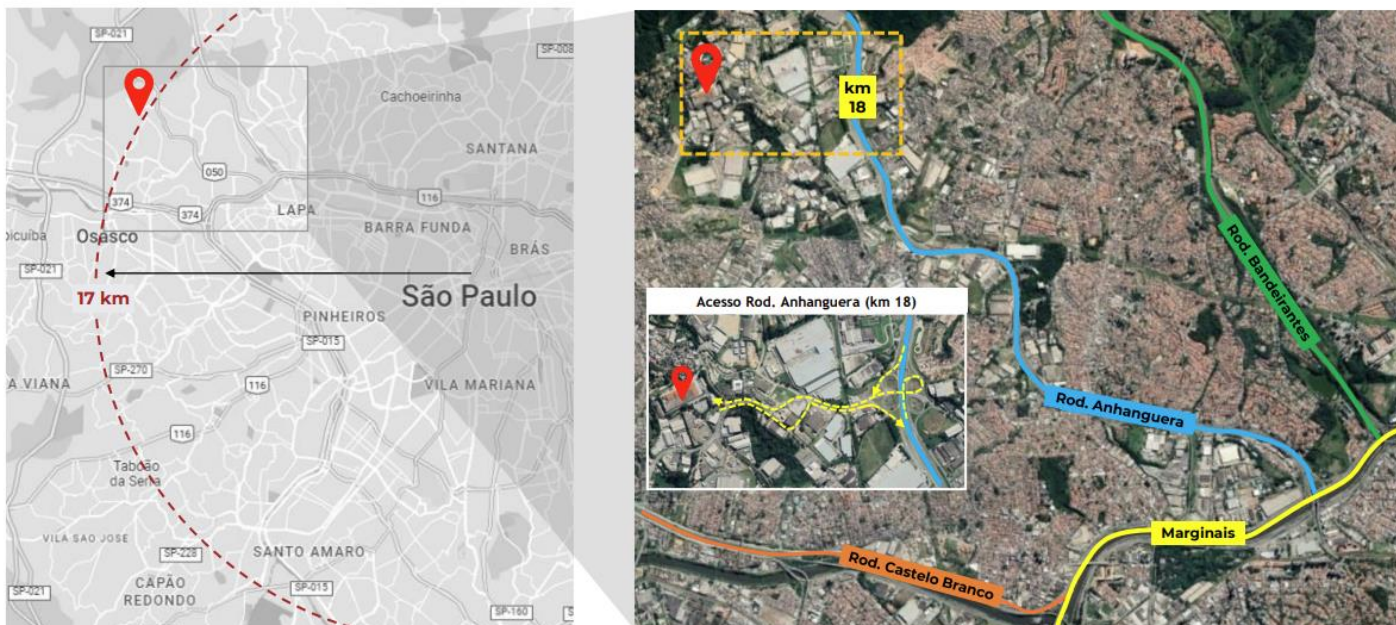 SP-021
SP-008
Cachoeirinha
SANTANA
050
374
374
116
LAPA
BARRA FUNDA
BRÁS
Osasco
SP-021
17 km
São Paulo
PINHEIROS
SP-015
SP-270
116
VILA MARIANA
A VIANA
116
Taboão
da Serra
VILA SAO JOSE
SP-228
SANTO AMARO
CAPÃO
REDONDO
SP-015
SP-021
SP-160
km
18
Rod. Bandeirantes
Acesso Rod. Anhanguera (km 18)
Rod. Anhanguera
Marginais
Rod. Castelo Branco